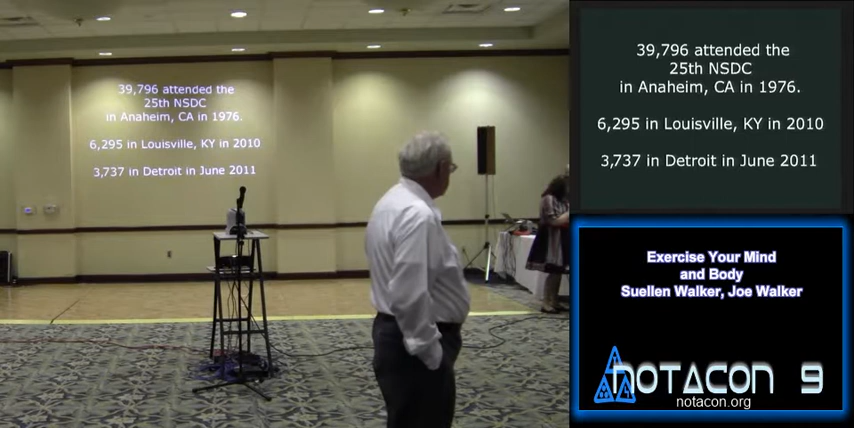 39,796 attended the
25th NSDC
in Anaheim, CA in 1976.
6,295 in Louisville, KY in 2010
3,737 in Detroit in June 2011
39,796 attended the
25th NSDC
in Anaheim, CA in 1976.
6,295 in Louisville, KY in 2010
3,737 in Detroit in June 2011
Exercise Your Mind
and Body
Suellen Walker, Joe Walker
NOTACON 9
notacon.org